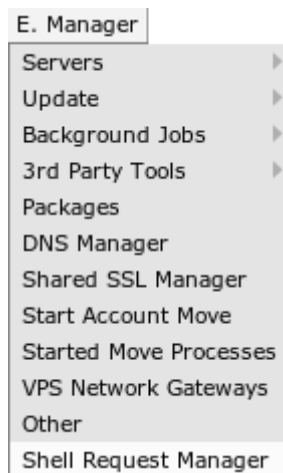 E. Manager
Servers
Update
Background Jobs
3rd Party Tools
Packages
DNS Manager
Shared SSL Manager
Start Account Move
Started Move Processes
VPS Network Gateways
Other
Shell Request Manager